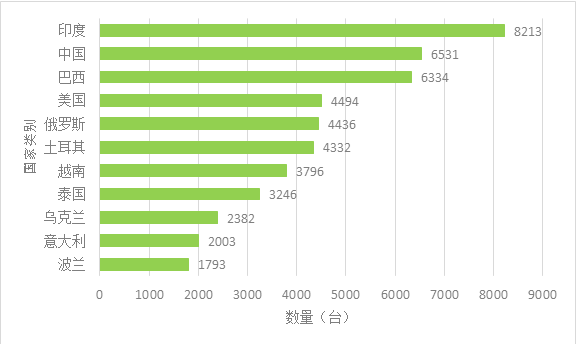 印度 8213
中国 6531
巴西 6334
美国 4494
俄罗斯 4436
土耳其 4332
越南 3796
泰国 3246
乌克兰 2382
意大利 2003
波兰 1793
国家类别
0 1000 2000 3000 4000 5000 6000 7000 8000 9000
数量（台）